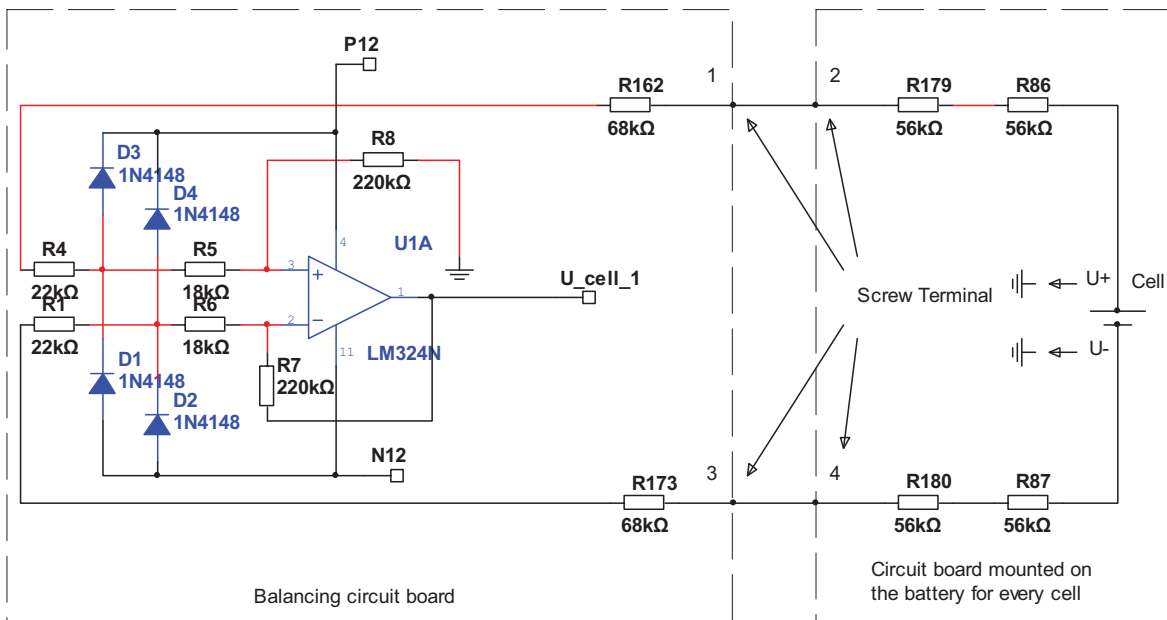 P12
1
2
R162
68kΩ
R179
56kΩ
R86
56kΩ
D3
1N4148
R8
220kΩ
D4
1N4148
4
U1A
R4
22kΩ
R5
18kΩ
3
1
U_cell_1
R1
22kΩ
R6
18kΩ
2
11
LM324N
Screw Terminal
U+
Cell
U-
D1
1N4148
R7
220kΩ
D2
1N4148
N12
R173
68kΩ
3
4
R180
56kΩ
R87
56kΩ
Balancing circuit board
Circuit board mounted on
the battery for every cell